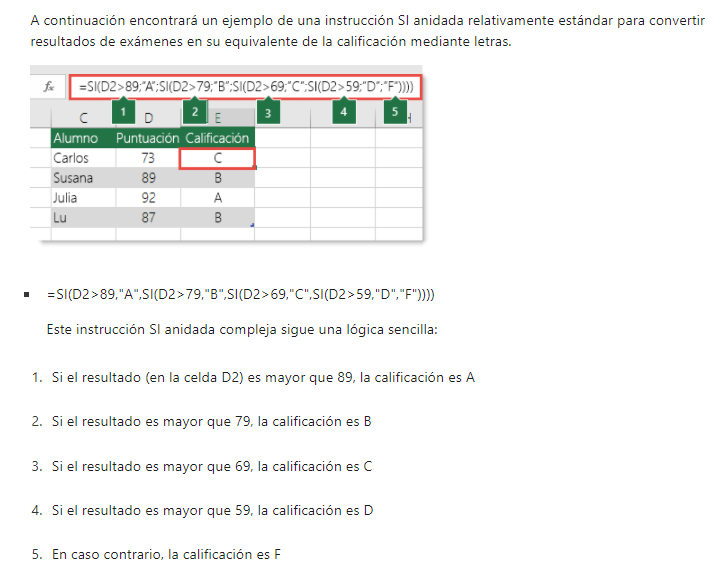 A continuación encontrará un ejemplo de una instrucción SI anidada relativamente estándar para convertir
resultados de exámenes en su equivalente de la calificación mediante letras.
fx =SI(D2>89;"A";SI(D2>79;"B";SI(D2>69;"C";SI(D2>59;"D";"F"))))
C 1 D 2 E 3 4 5 H
Alumno Puntuación Calificación
Carlos 73 C
Susana 89 B
Julia 92 A
Lu 87 B
▪ =SI(D2>89,"A",SI(D2>79,"B",SI(D2>69,"C",SI(D2>59,"D","F"))))
Este instrucción SI anidada compleja sigue una lógica sencilla:
1. Si el resultado (en la celda D2) es mayor que 89, la calificación es A
2. Si el resultado es mayor que 79, la calificación es B
3. Si el resultado es mayor que 69, la calificación es C
4. Si el resultado es mayor que 59, la calificación es D
5. En caso contrario, la calificación es F